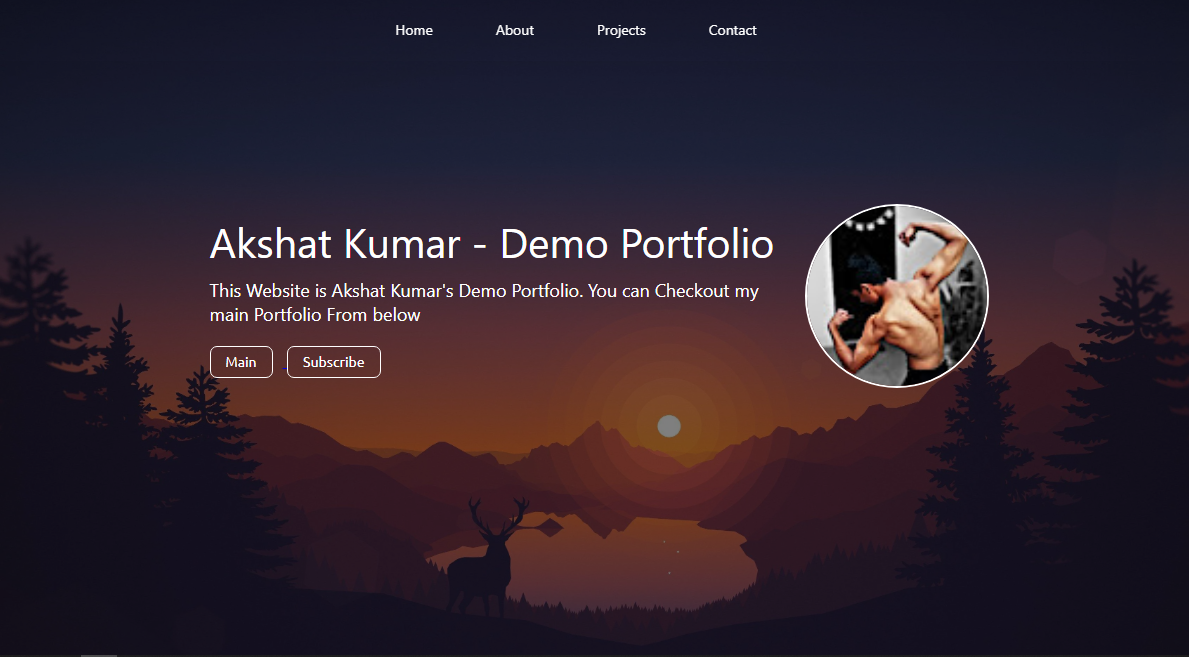 Home About Projects Contact
Akshat Kumar - Demo Portfolio
This Website is Akshat Kumar's Demo Portfolio. You can Checkout my
main Portfolio From below
Main Subscribe